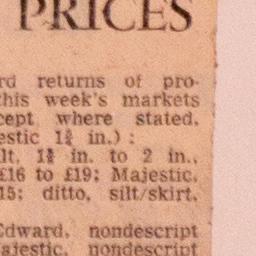 PRICES
rd returns of pro-
this week's markets
cept where stated.
estic 1¾ in.) :
lt, 1¾ in. to 2 in.,
£16 to £19; Majestic,
15; ditto, silt/skirt,
Edward, nondescript
ajestic, nondescript